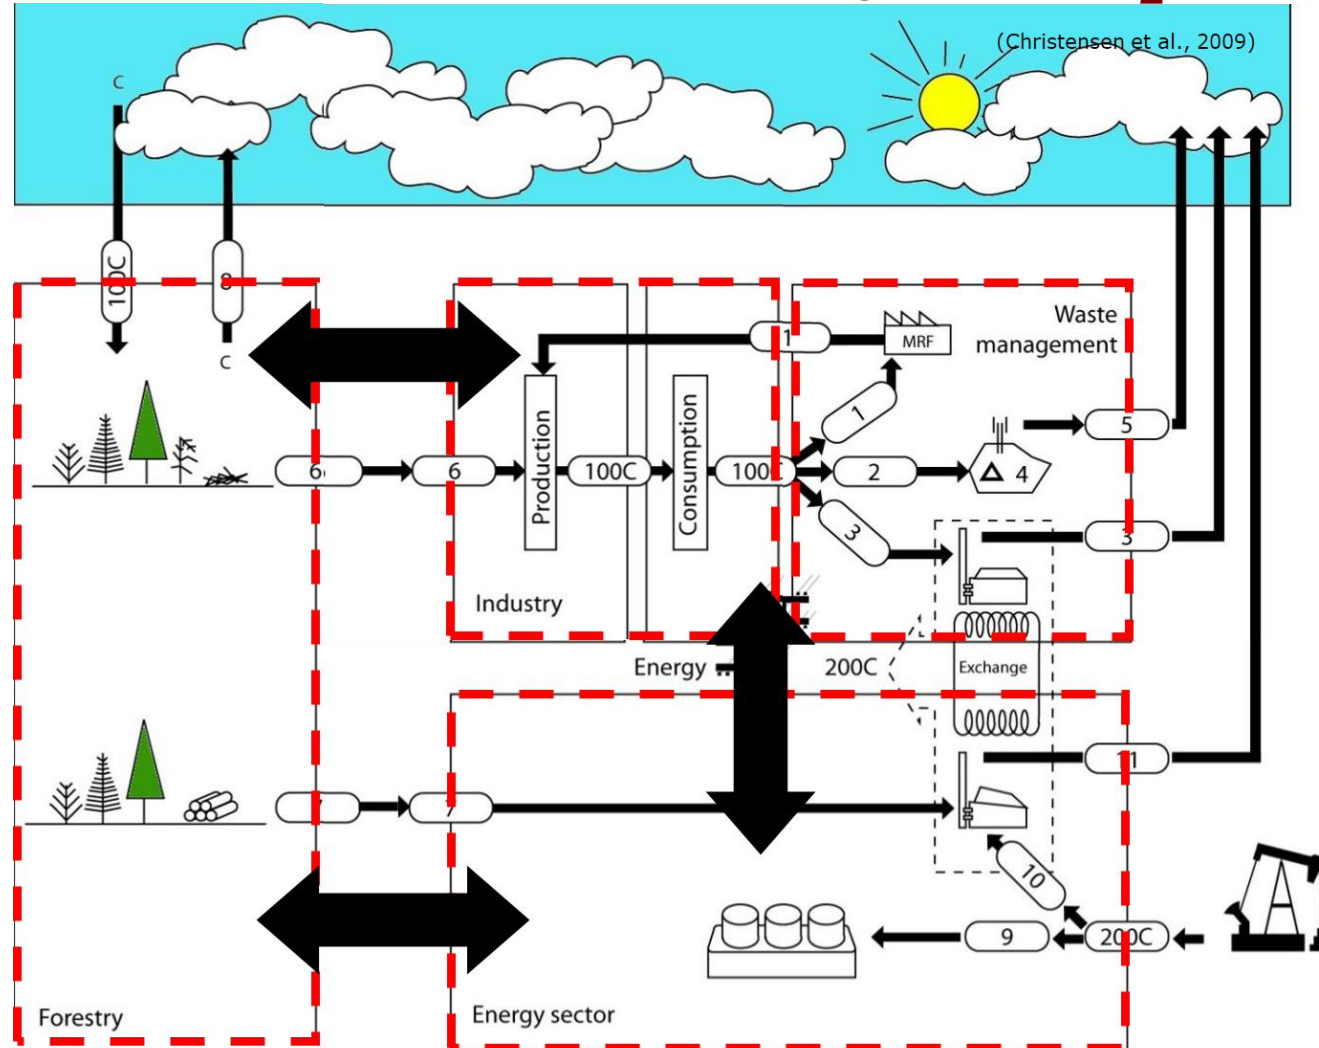 (Christensen et al., 2009)
C
100C
8
C
Waste
management
1
MRF
1
5
6
6
Production
100C
Consumption
100C
2
4
3
3
Industry
Energy
200C
Exchange
11
7
7
10
9
200C
Forestry
Energy sector